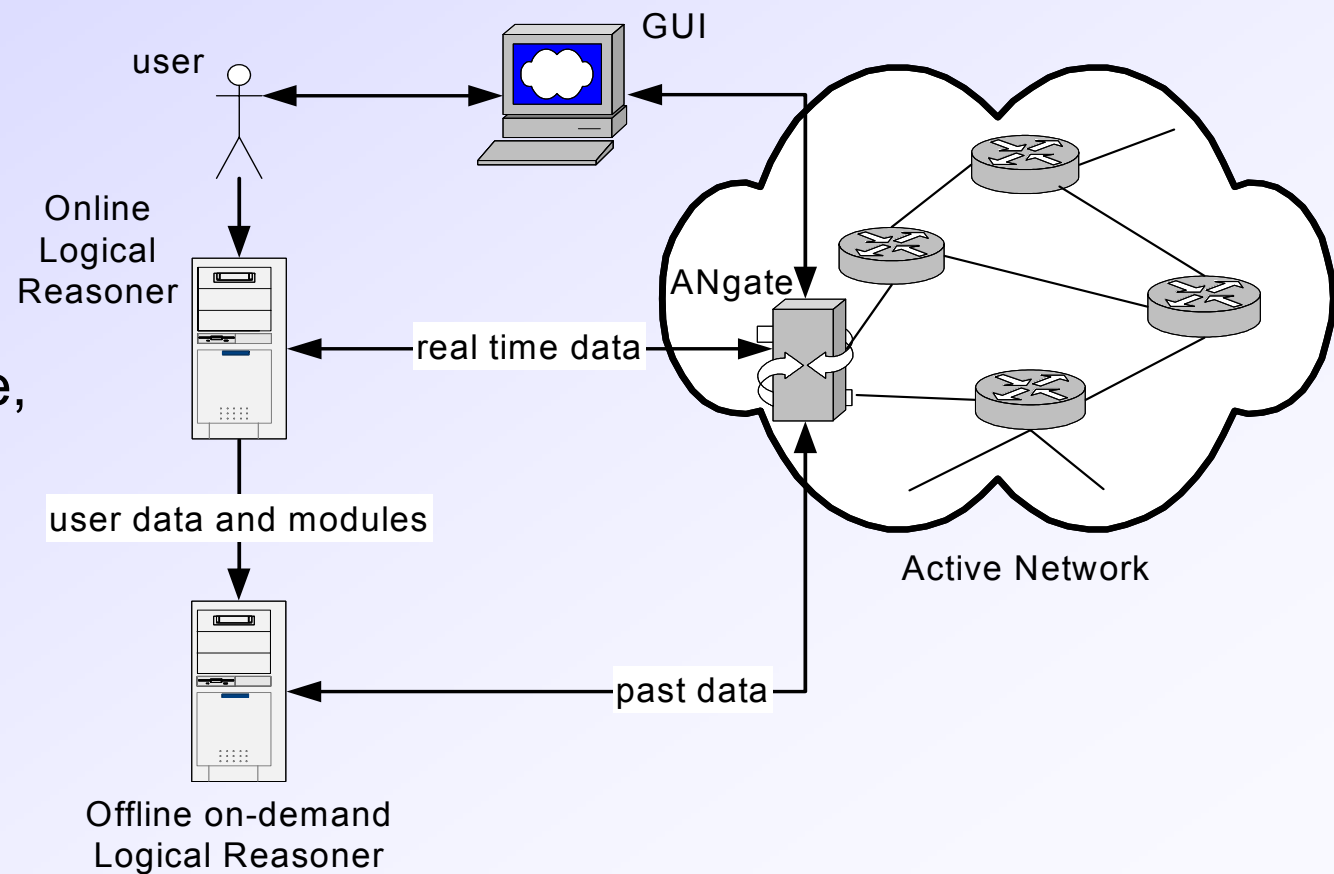 GUI
user
Online
Logical
Reasoner
ANgate
real time data
e,
user data and modules
Active Network
past data
Offline on-demand
Logical Reasoner